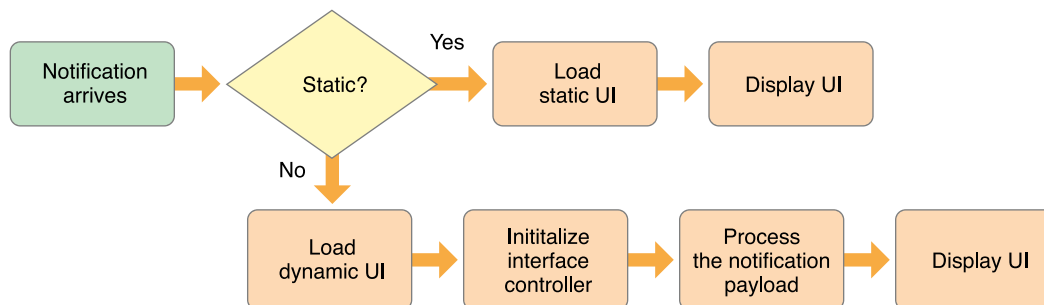 Notification
arrives
Static?
Yes
Load
static UI
Display UI
No
Load
dynamic UI
Inititalize
interface
controller
Process
the notification
payload
Display UI